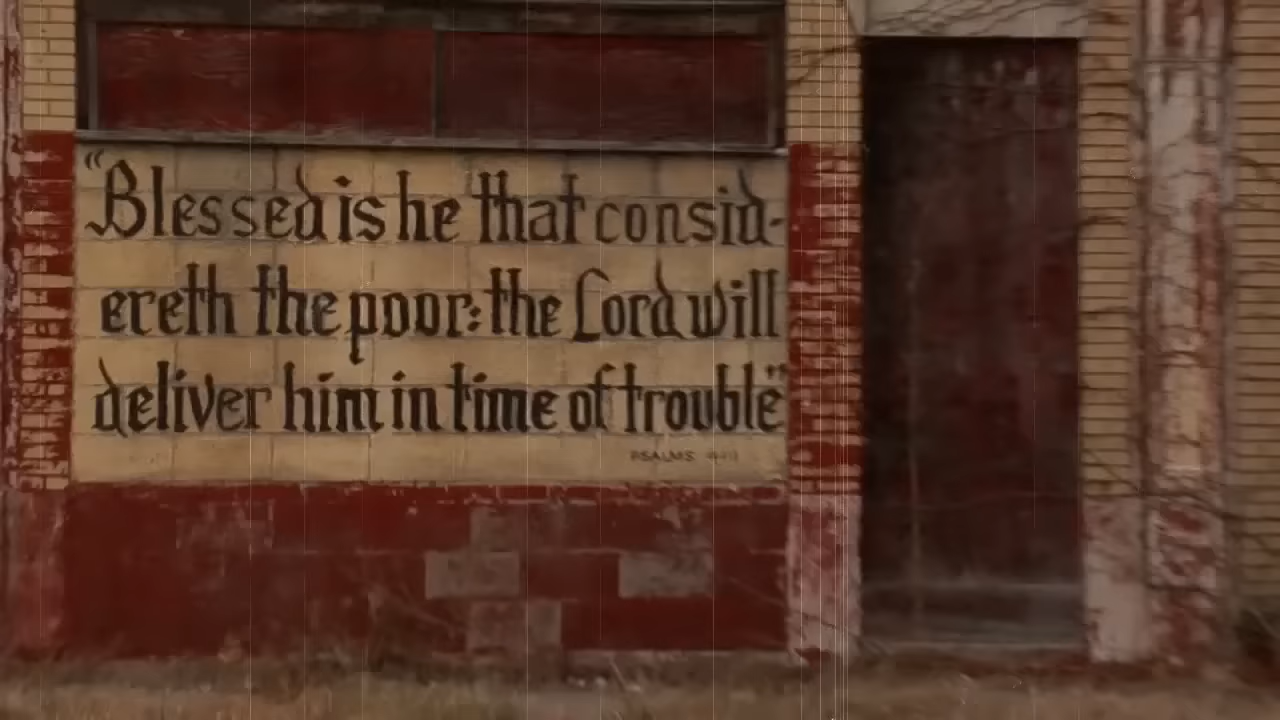 "Blessed is he that consid-
ereth the poor: the Lord will
deliver him in time of trouble"
PSALMS